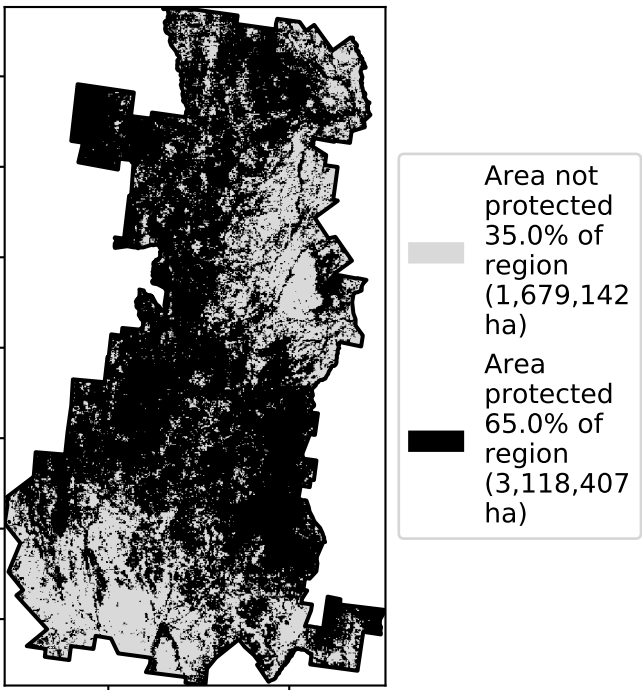 Area not
protected
35.0% of
region
(1,679,142
ha)
Area
protected
65.0% of
region
(3,118,407
ha)